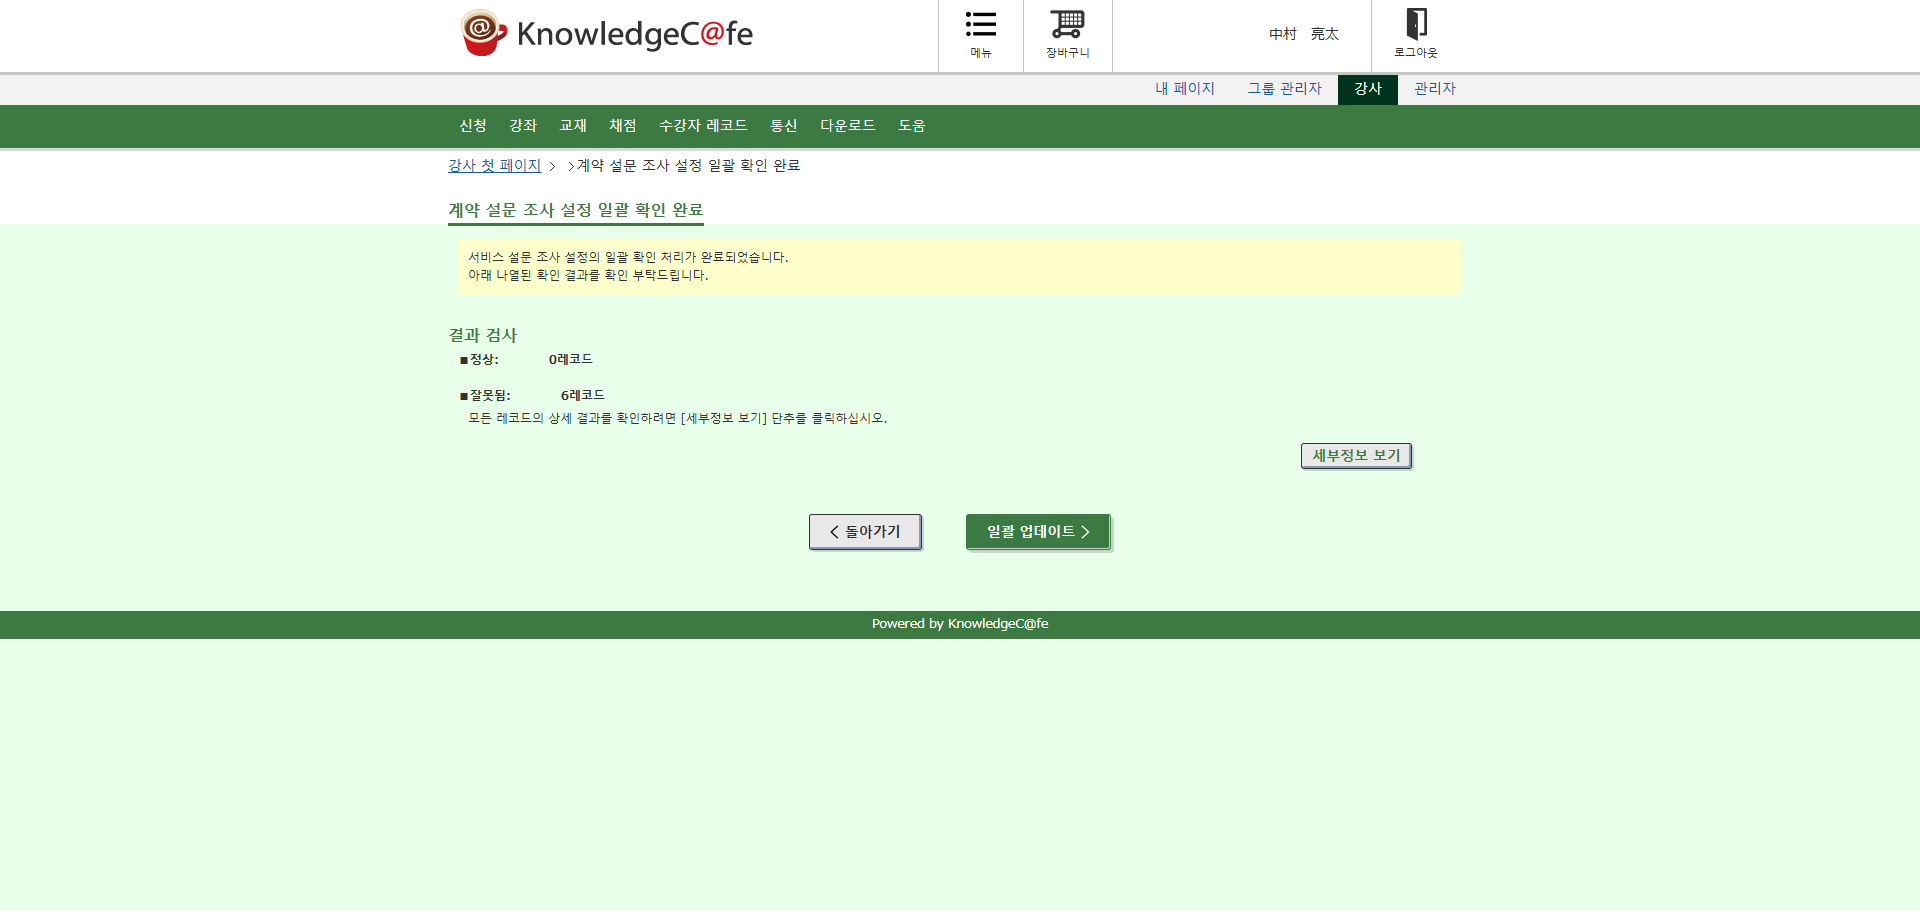 KnowledgeC@fe
메뉴
장바구니
中村 亮太
로그아웃
내 페이지 그룹 관리자 강사 관리자
신청 강좌 교재 채점 수강자 레코드 통신 다운로드 도움
강사 첫 페이지 > >계약 설문 조사 설정 일괄 확인 완료
계약 설문 조사 설정 일괄 확인 완료
서비스 설문 조사 설정의 일괄 확인 처리가 완료되었습니다.
아래 나열된 확인 결과를 확인 부탁드립니다.
결과 검사
■정상: 0레코드
■잘못됨: 6레코드
모든 레코드의 상세 결과를 확인하려면 [세부정보 보기] 단추를 클릭하십시오.
세부정보 보기
< 돌아가기
일괄 업데이트 >
Powered by KnowledgeC@fe